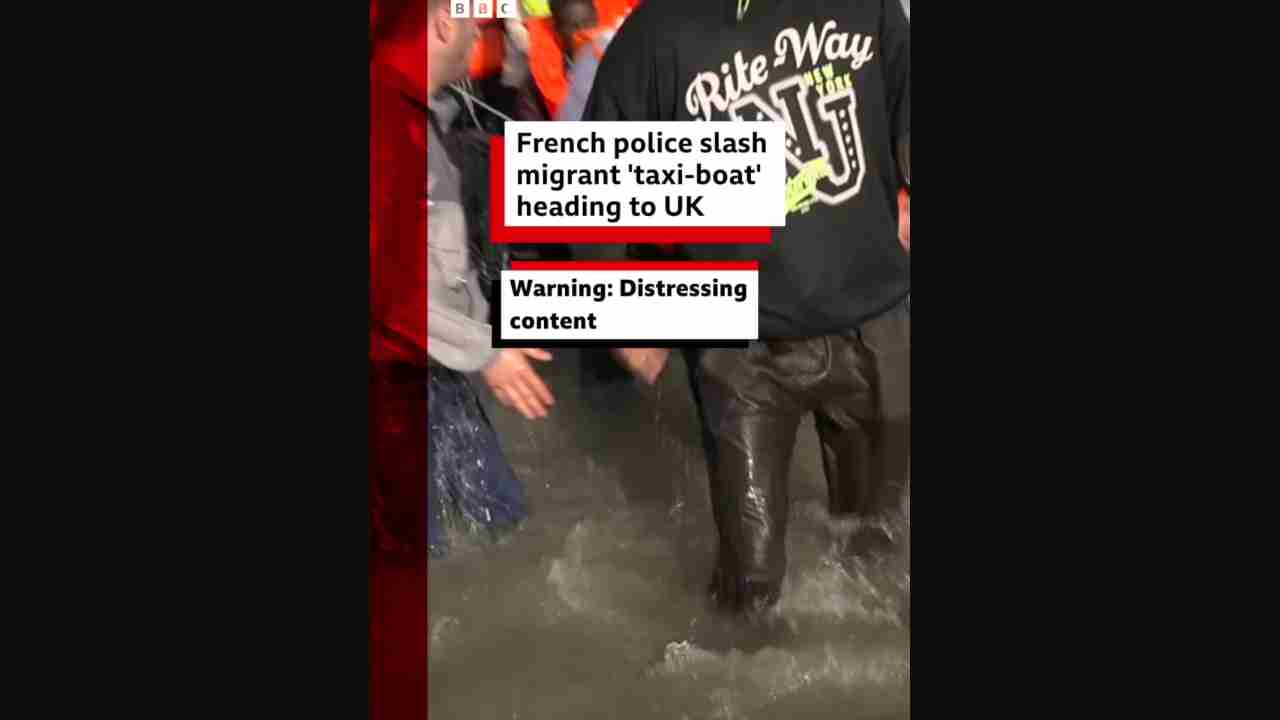 BBC
Rite Way
NEW
YORK
NJ
French police slash
migrant 'taxi-boat'
heading to UK
Warning: Distressing
content